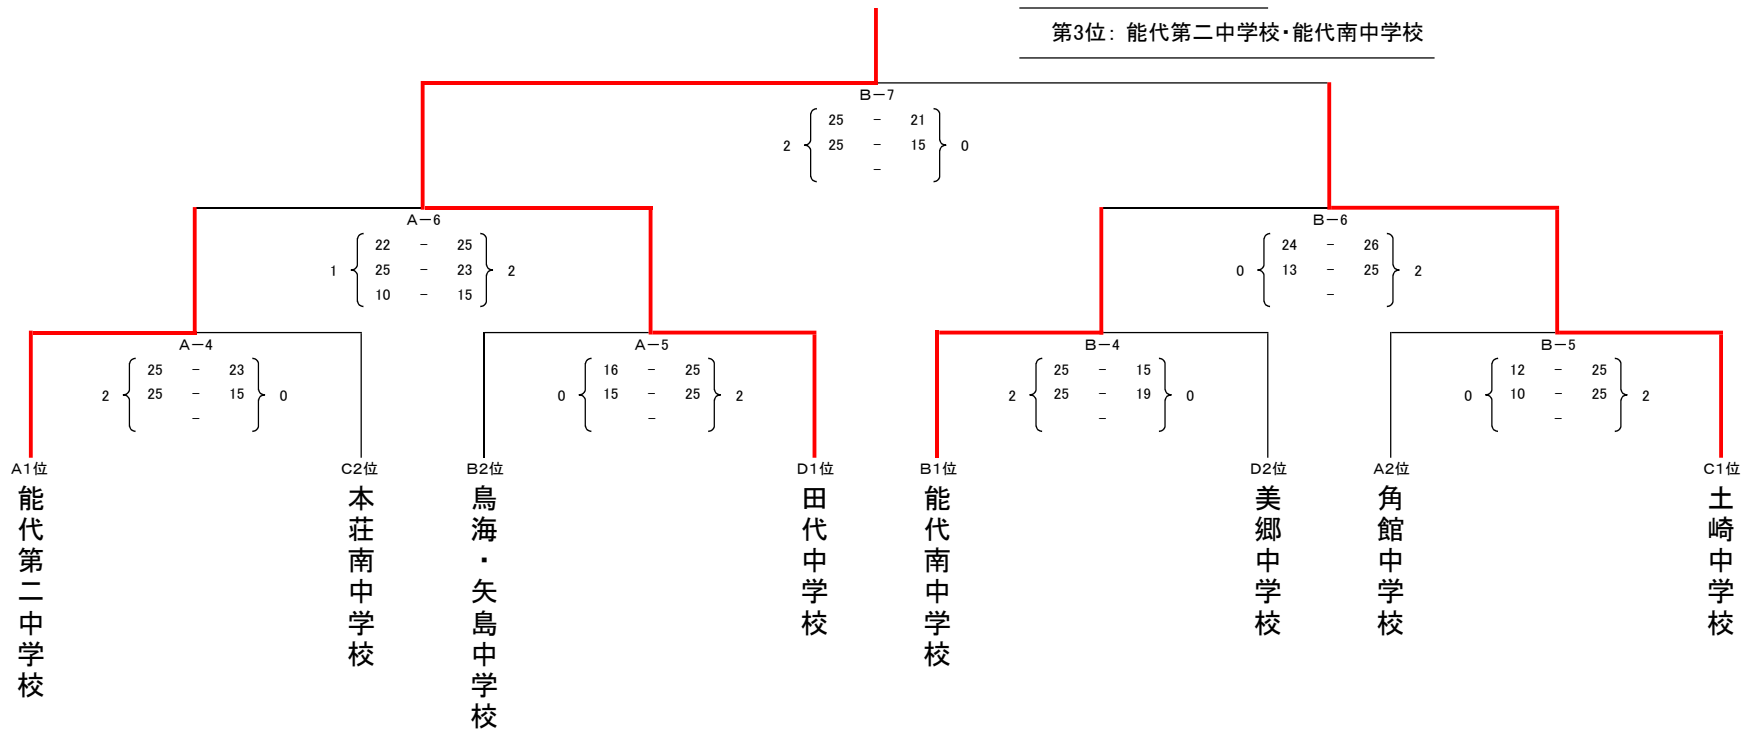 第3位：能代第二中学校・能代南中学校
B－7
25 - 21
2 25 - 15 0
-
A－6
22 - 25
1 25 - 23 2
10 - 15
B－6
24 - 26
0 13 - 25 2
-
A－4
25 - 23
2 25 - 15 0
-
A－5
16 - 25
0 15 - 25 2
-
B－4
25 - 15
2 25 - 19 0
-
B－5
12 - 25
0 10 - 25 2
-
A1位
能代第二中学校
C2位
本荘南中学校
B2位
鳥海・矢島中学校
D1位
田代中学校
B1位
能代南中学校
D2位
美郷中学校
A2位
角館中学校
C1位
土崎中学校